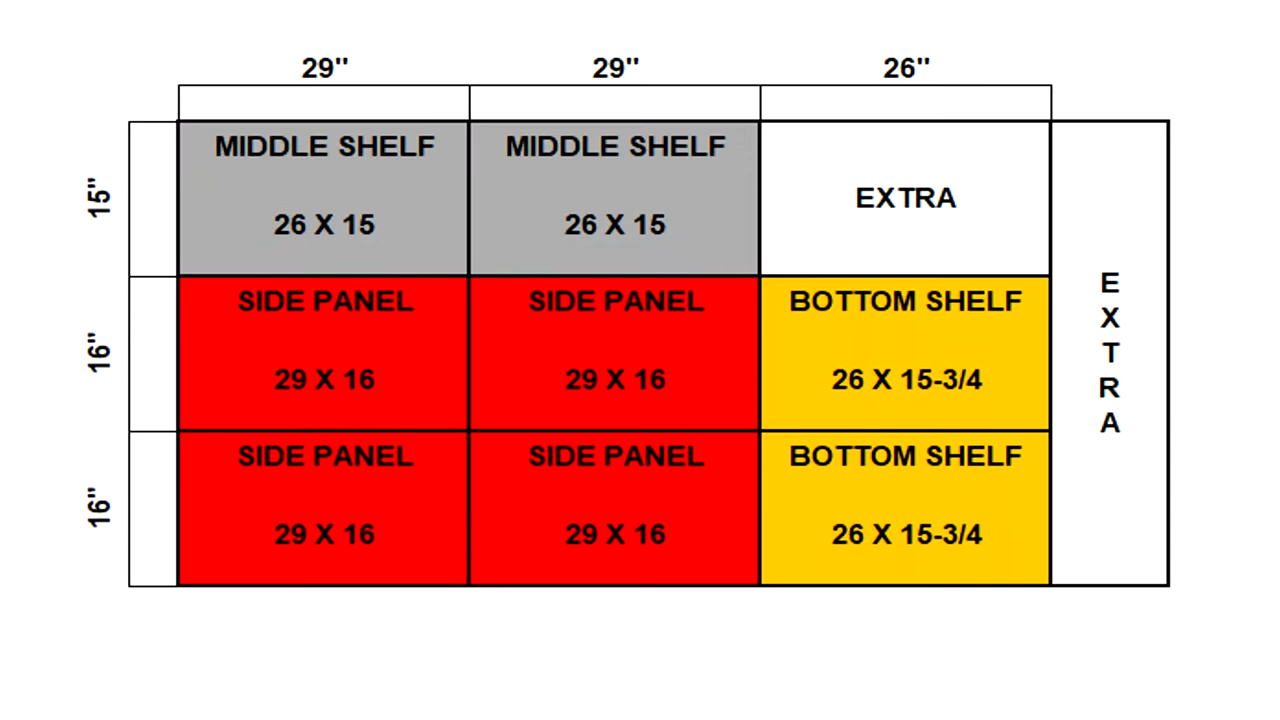 29" 29" 26"
15"
MIDDLE SHELF
26 X 15
MIDDLE SHELF
26 X 15
EXTRA
16"
SIDE PANEL
29 X 16
SIDE PANEL
29 X 16
BOTTOM SHELF
26 X 15-3/4
16"
SIDE PANEL
29 X 16
SIDE PANEL
29 X 16
BOTTOM SHELF
26 X 15-3/4
EXTRA